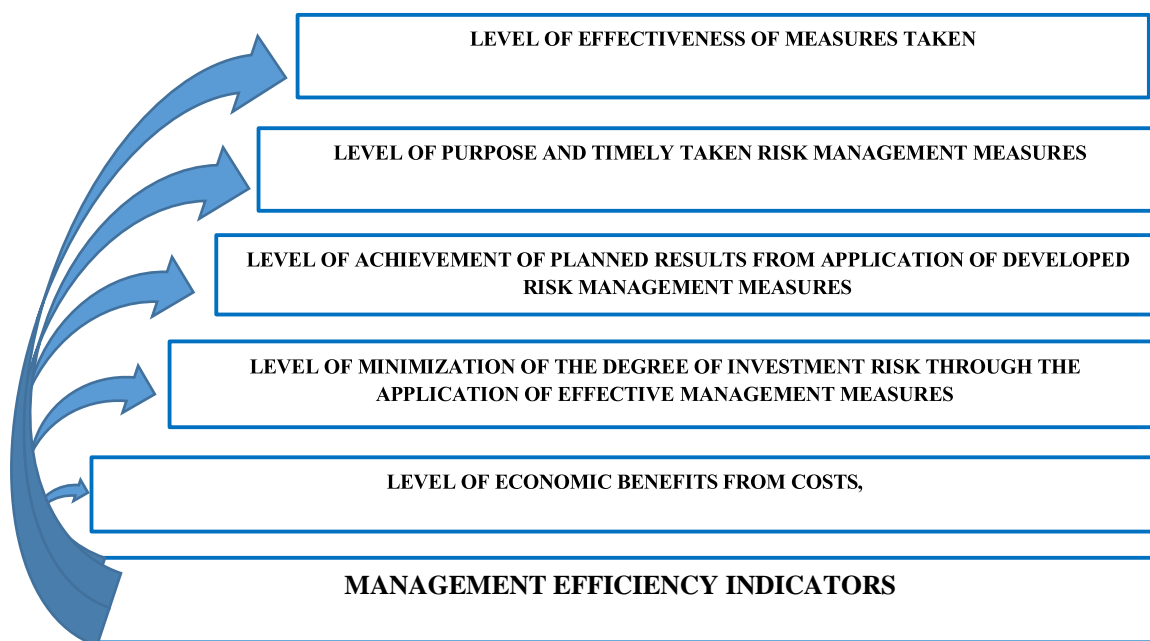 LEVEL OF EFFECTIVENESS OF MEASURES TAKEN
LEVEL OF PURPOSE AND TIMELY TAKEN RISK MANAGEMENT MEASURES
LEVEL OF ACHIEVEMENT OF PLANNED RESULTS FROM APPLICATION OF DEVELOPED
RISK MANAGEMENT MEASURES
LEVEL OF MINIMIZATION OF THE DEGREE OF INVESTMENT RISK THROUGH THE
APPLICATION OF EFFECTIVE MANAGEMENT MEASURES
LEVEL OF ECONOMIC BENEFITS FROM COSTS,
MANAGEMENT EFFICIENCY INDICATORS